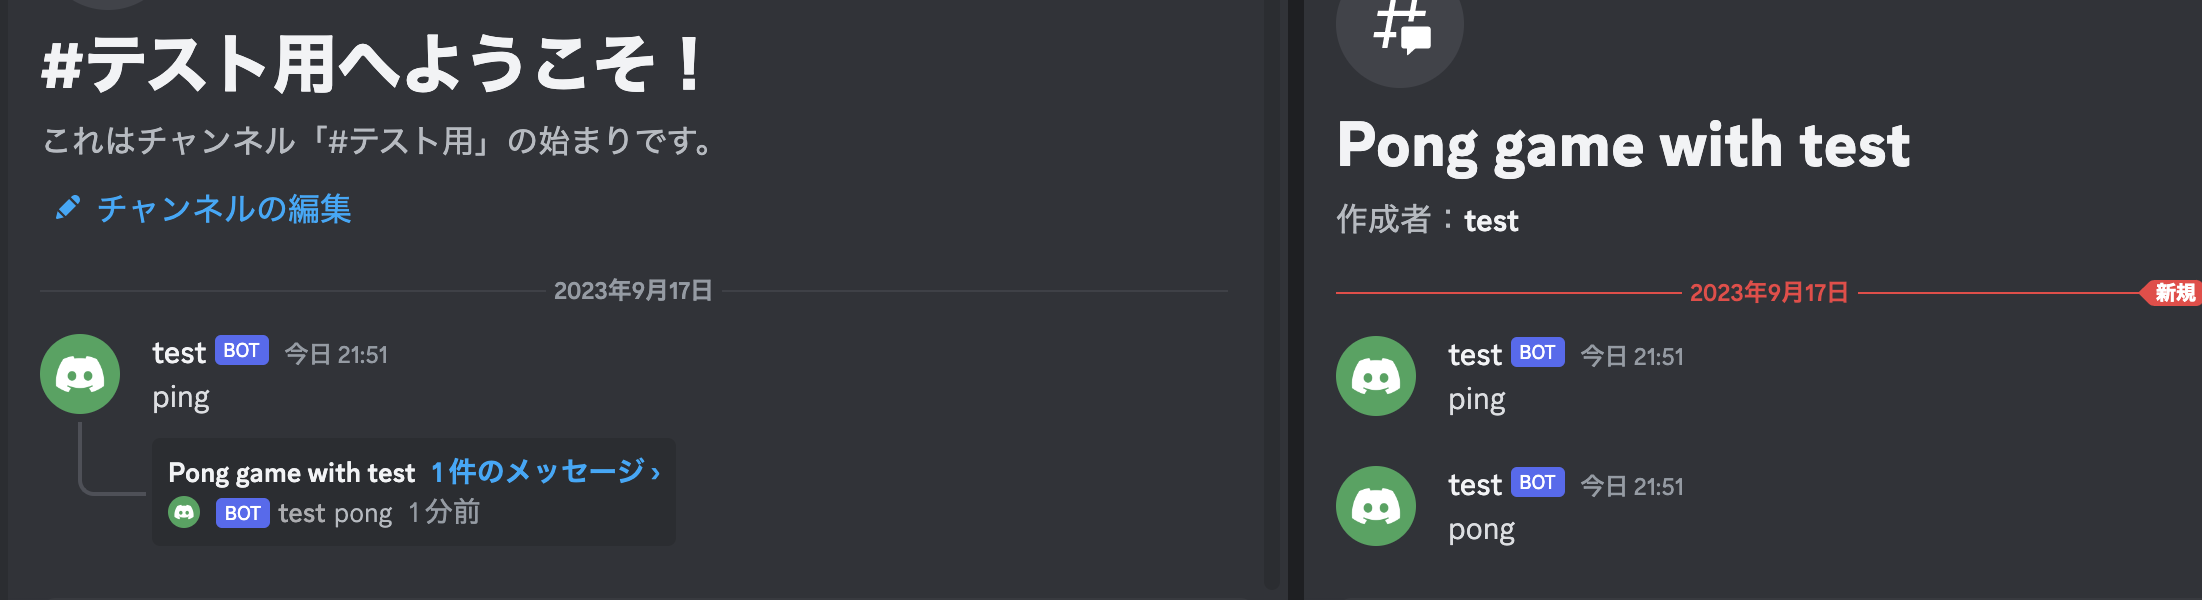 #テスト用へようこそ！
これはチャンネル「#テスト用」の始まりです。
チャンネルの編集
2023年9月17日
test BOT 今日 21:51
ping
Pong game with test 1件のメッセージ ›
BOT test pong 1分前
Pong game with test
作成者：test
2023年9月17日 新規
test BOT 今日 21:51
ping
test BOT 今日 21:51
pong